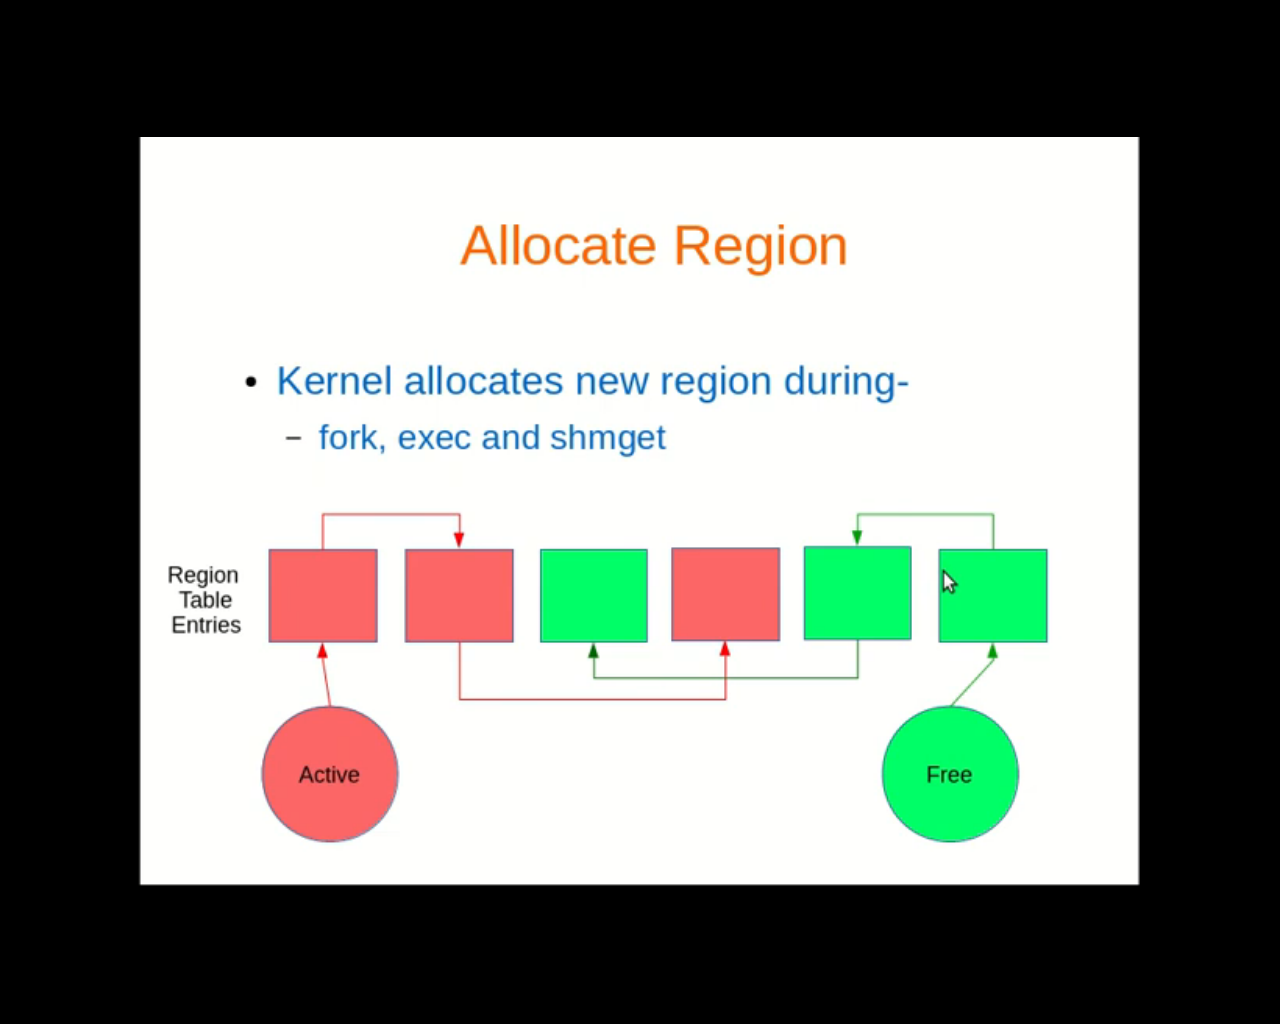 Allocate Region
• Kernel allocates new region during-
– fork, exec and shmget
Region
Table
Entries
Active
Free